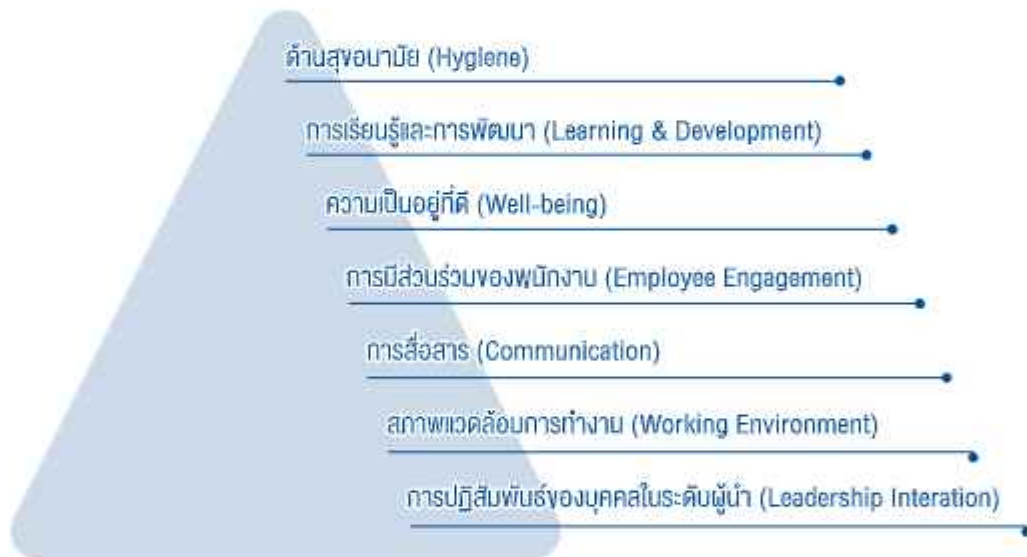 ด้านสุขอนามัย (Hygiene)
การเรียนรู้และการพัฒนา (Learning & Development)
ความเป็นอยู่ที่ดี (Well-being)
การมีส่วนร่วมของพนักงาน (Employee Engagement)
การสื่อสาร (Communication)
สภาพแวดล้อมการทำงาน (Working Environment)
การปฏิสัมพันธ์ของบุคคลในระดับผู้นำ (Leadership Interation)